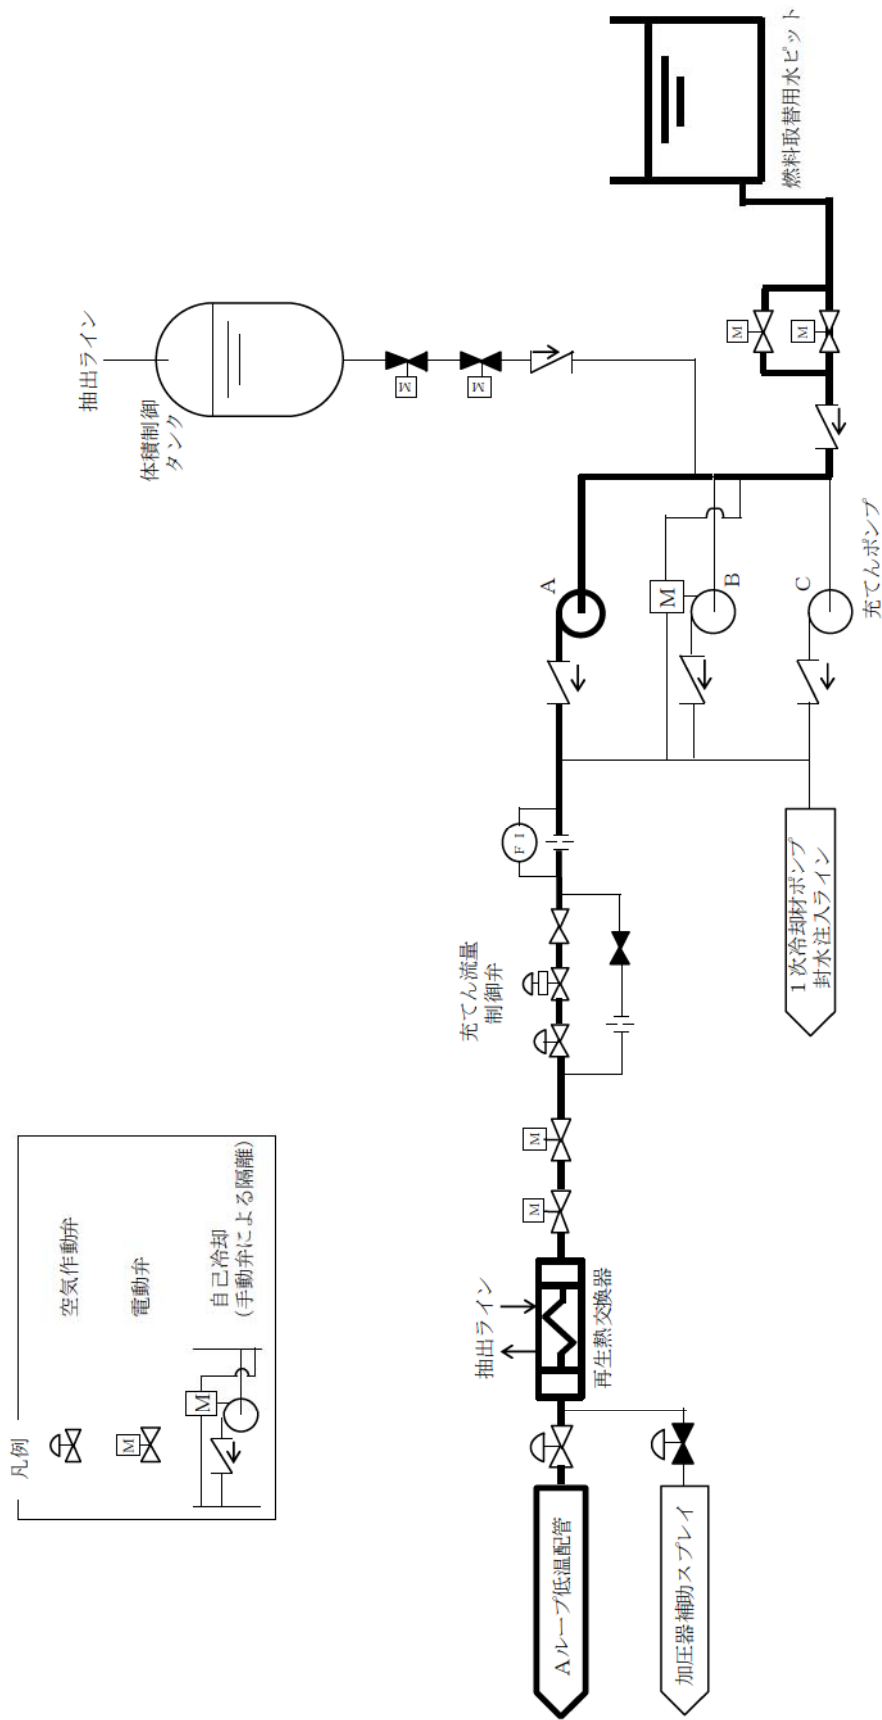 凡例
空気作動弁
M
電動弁
M
自己冷却
(手動弁による隔離)
抽出ライン
体積制御
タンク
M
M
燃料取替用水ピット
M
M
A
M
B
C
充てんポンプ
F I
充てん流量
制御弁
1次冷却材ポンプ
封水注入ライン
M
M
抽出ライン
再生熱交換器
Aループ低温配管
加圧器補助スプレイ